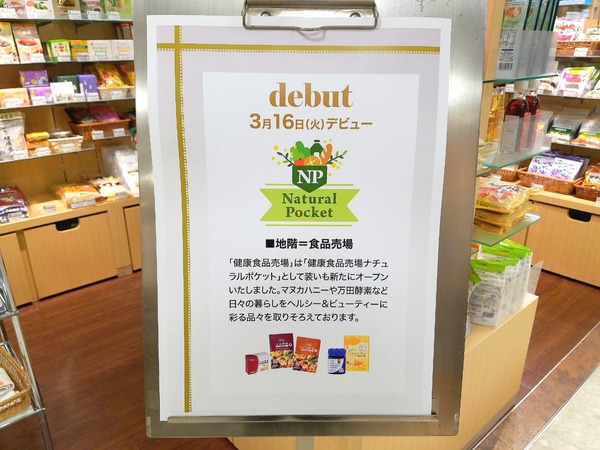 debut
3月16日(火)デビュー
NP
Natural
Pocket
■地階＝食品売場
「健康食品売場」は「健康食品売場ナチュ
ラルポケット」として装いも新たにオープン
いたしました。マヌカハニーや万田酵素など
日々の暮らしをヘルシー&ビューティーに
彩る品々を取りそろえております。